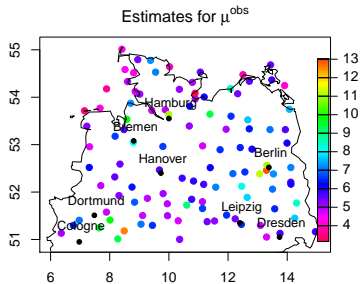 Estimates for μ^obs
55
54
53
52
51
6 8 10 12 14
13
12
11
10
9
8
7
6
5
4
Hamburg
Bremen
Hanover
Berlin
Dortmund
Leipzig
Cologne
Dresden